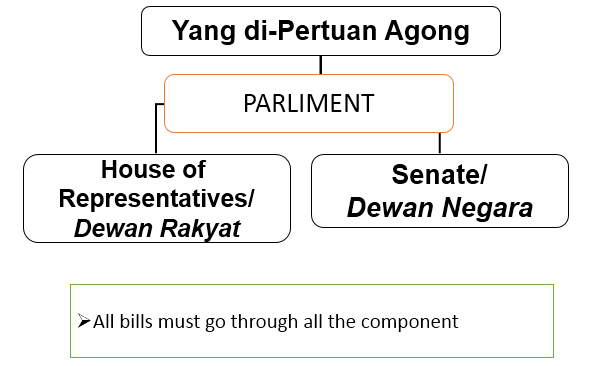 Yang di-Pertuan Agong
PARLIMENT
House of
Representatives/
Dewan Rakyat
Senate/
Dewan Negara
➢All bills must go through all the component